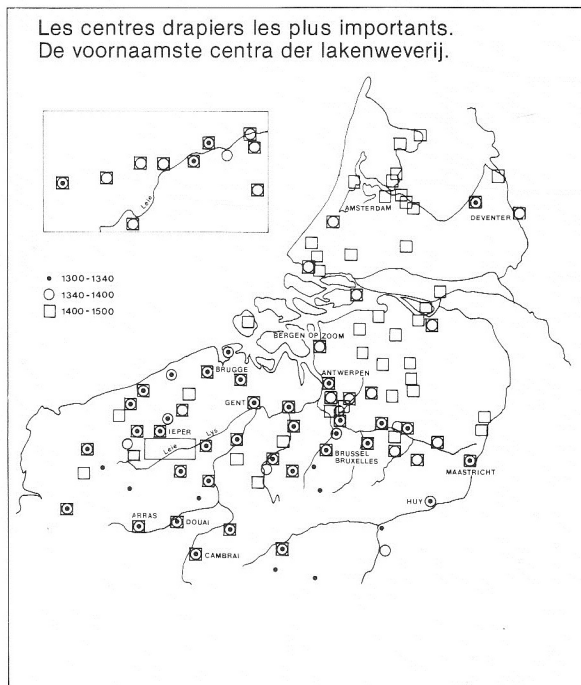 Les centres drapiers les plus importants.
De voornaamste centra der lakenweverij.
Leie
AMSTERDAM
DEVENTER
1300-1340
1340-1400
1400-1500
BERGEN OP ZOOM
BRUGGE
ANTWERPEN
GENT
IEPER
Leie
Lys
BRUSSEL
BRUXELLES
MAASTRICHT
HUY
ARRAS
DOUAI
CAMBRAI